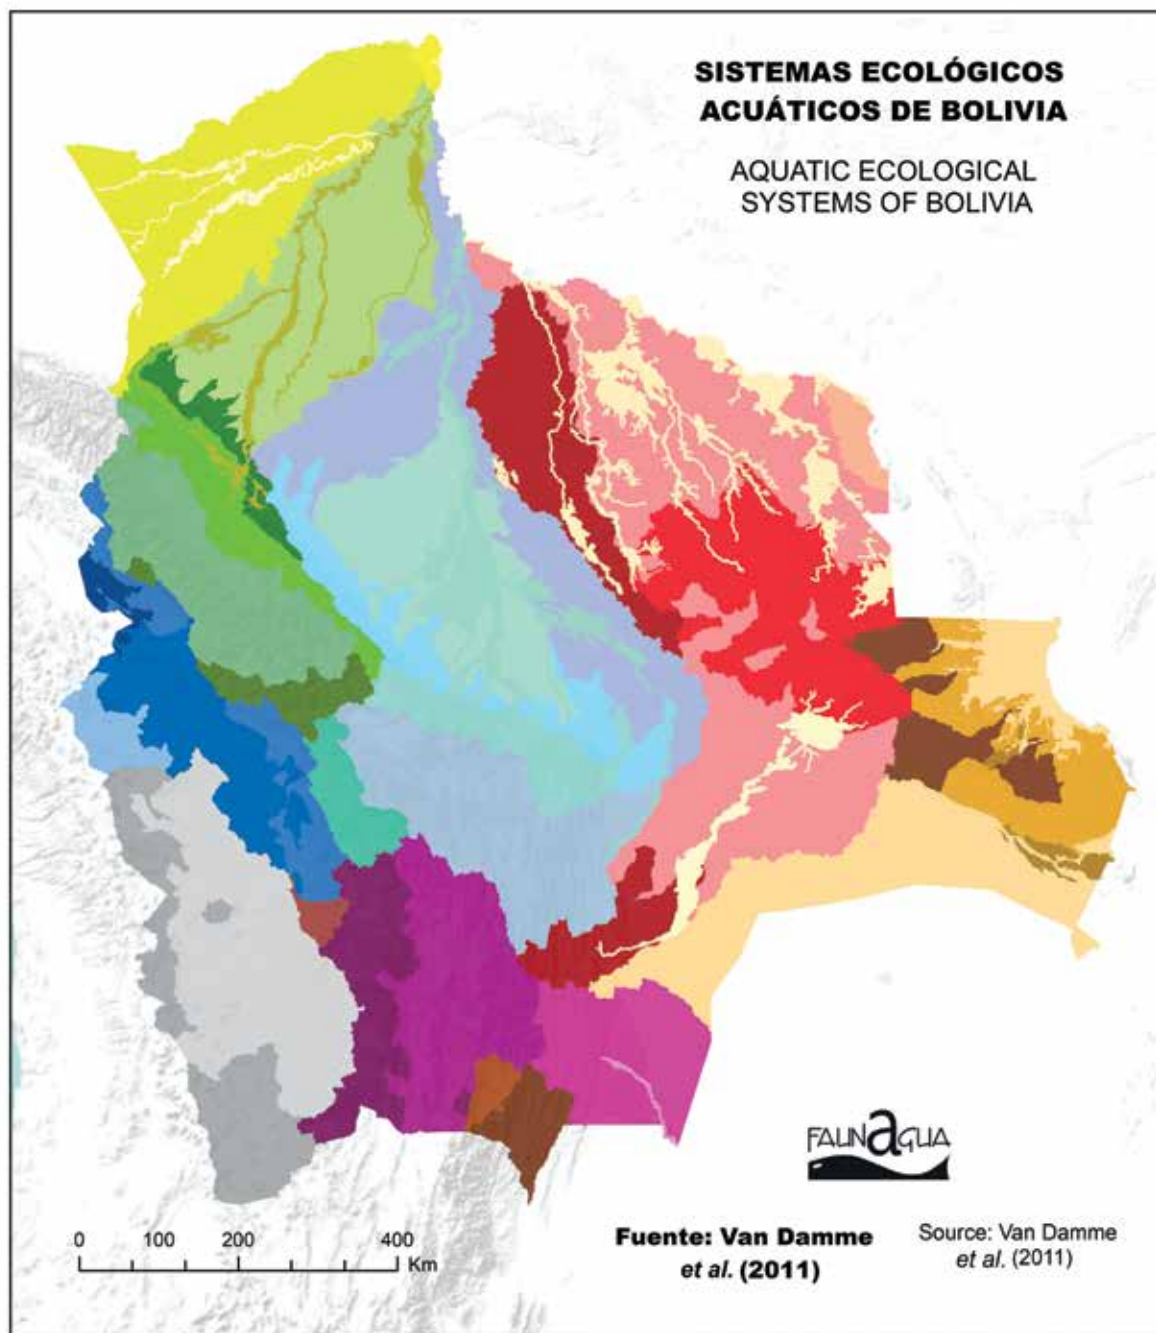 SISTEMAS ECOLÓGICOS
ACUÁTICOS DE BOLIVIA
AQUATIC ECOLOGICAL
SYSTEMS OF BOLIVIA
FAUNAGUA
0 100 200 400
Km
Fuente: Van Damme
et al. (2011)
Source: Van Damme
et al. (2011)